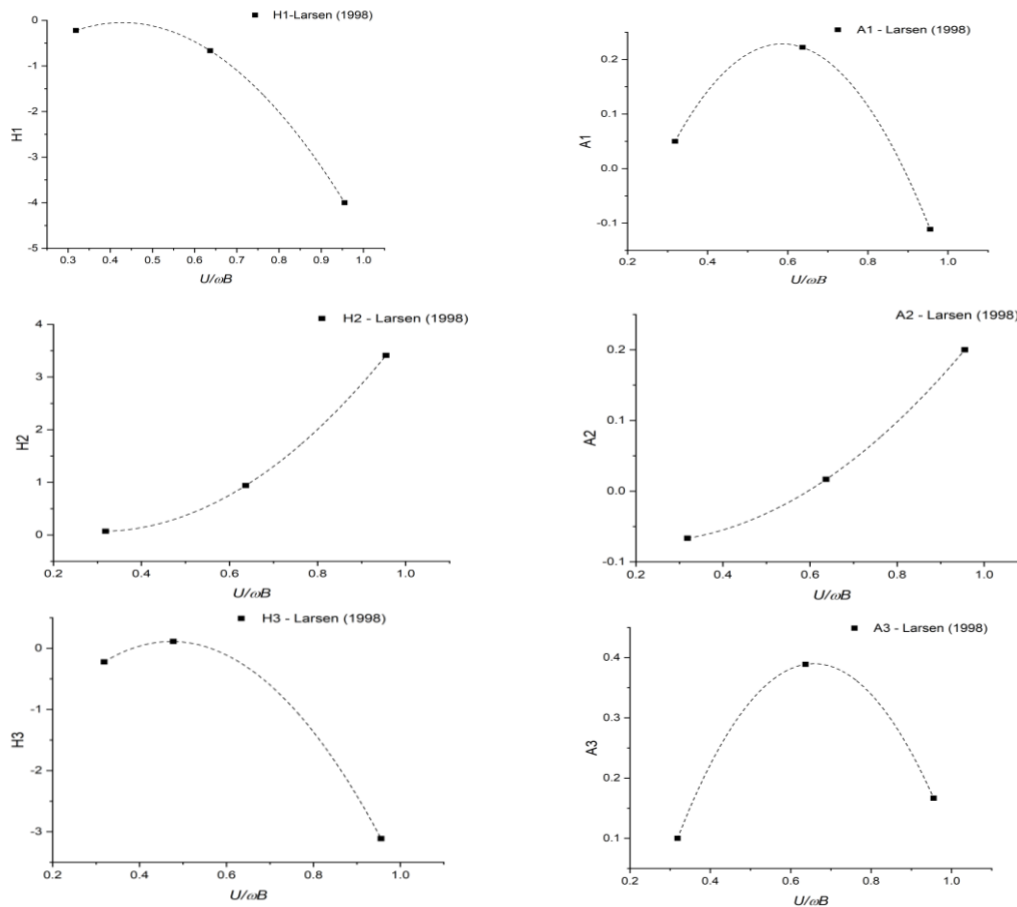 H1-Larsen (1998)
0
-1
-2
-3
-4
-5
H1
0.3 0.4 0.5 0.6 0.7 0.8 0.9 1.0
U/ωB
A1 - Larsen (1998)
0.2
0.1
0.0
-0.1
A1
0.2 0.4 0.6 0.8 1.0
U/ωB
H2 - Larsen (1998)
4
3
2
1
0
H2
0.2 0.4 0.6 0.8 1.0
U/ωB
A2 - Larsen (1998)
0.2
0.1
0.0
-0.1
A2
0.2 0.4 0.6 0.8 1.0
U/ωB
H3 - Larsen (1998)
0
-1
-2
-3
H3
0.2 0.4 0.6 0.8 1.0
U/ωB
A3 - Larsen (1998)
0.4
0.3
0.2
0.1
A3
0.2 0.4 0.6 0.8 1.0
U/ωB